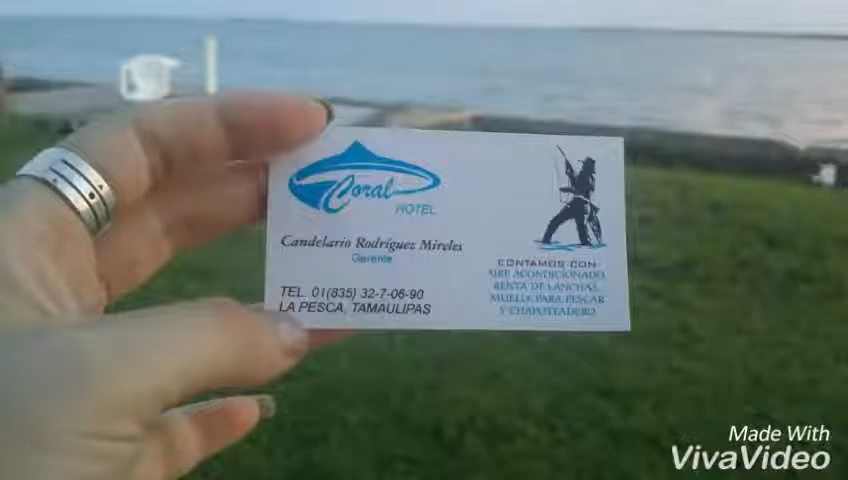 Coral
HOTEL
Candelario Rodríguez Mireles
Gerente
TEL. 01(835) 32-7-06-90
LA PESCA, TAMAULIPAS
CONTAMOS CON:
AIRE ACONDICIONADO
RENTA DE LANCHAS,
MUELLE PARA PESCAR
Y CHAPOTEADERO
Made With
VivaVideo